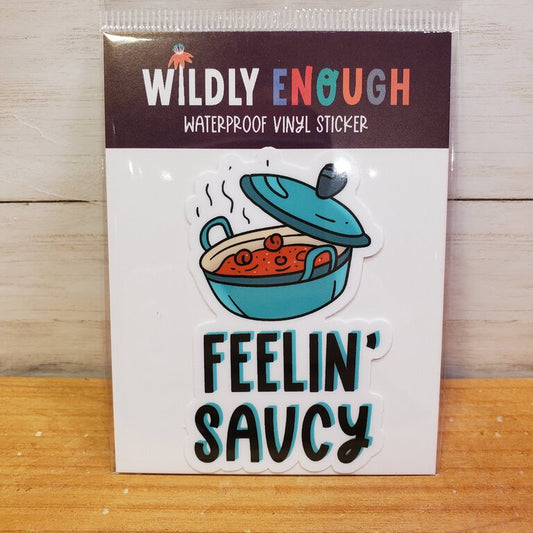 WILDLY ENOUGH
WATERPROOF VINYL STICKER
FEELIN'
SAUCY